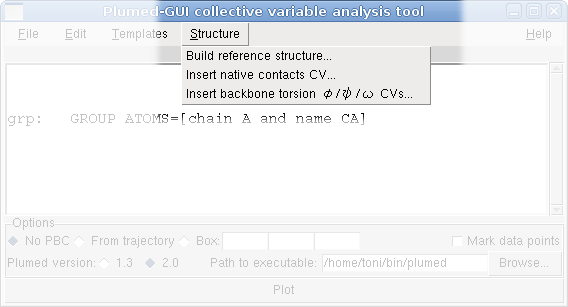 Plumed-GUI collective variable analysis tool
File Edit Templates Structure Help
Build reference structure...
Insert native contacts CV...
Insert backbone torsion ϕ/ψ/ω CVs...
grp: GROUP ATOMS=[chain A and name CA]
Options
No PBC From trajectory Box: Mark data points
Plumed version: 1.3 2.0 Path to executable: /home/toni/bin/plumed Browse...
Plot